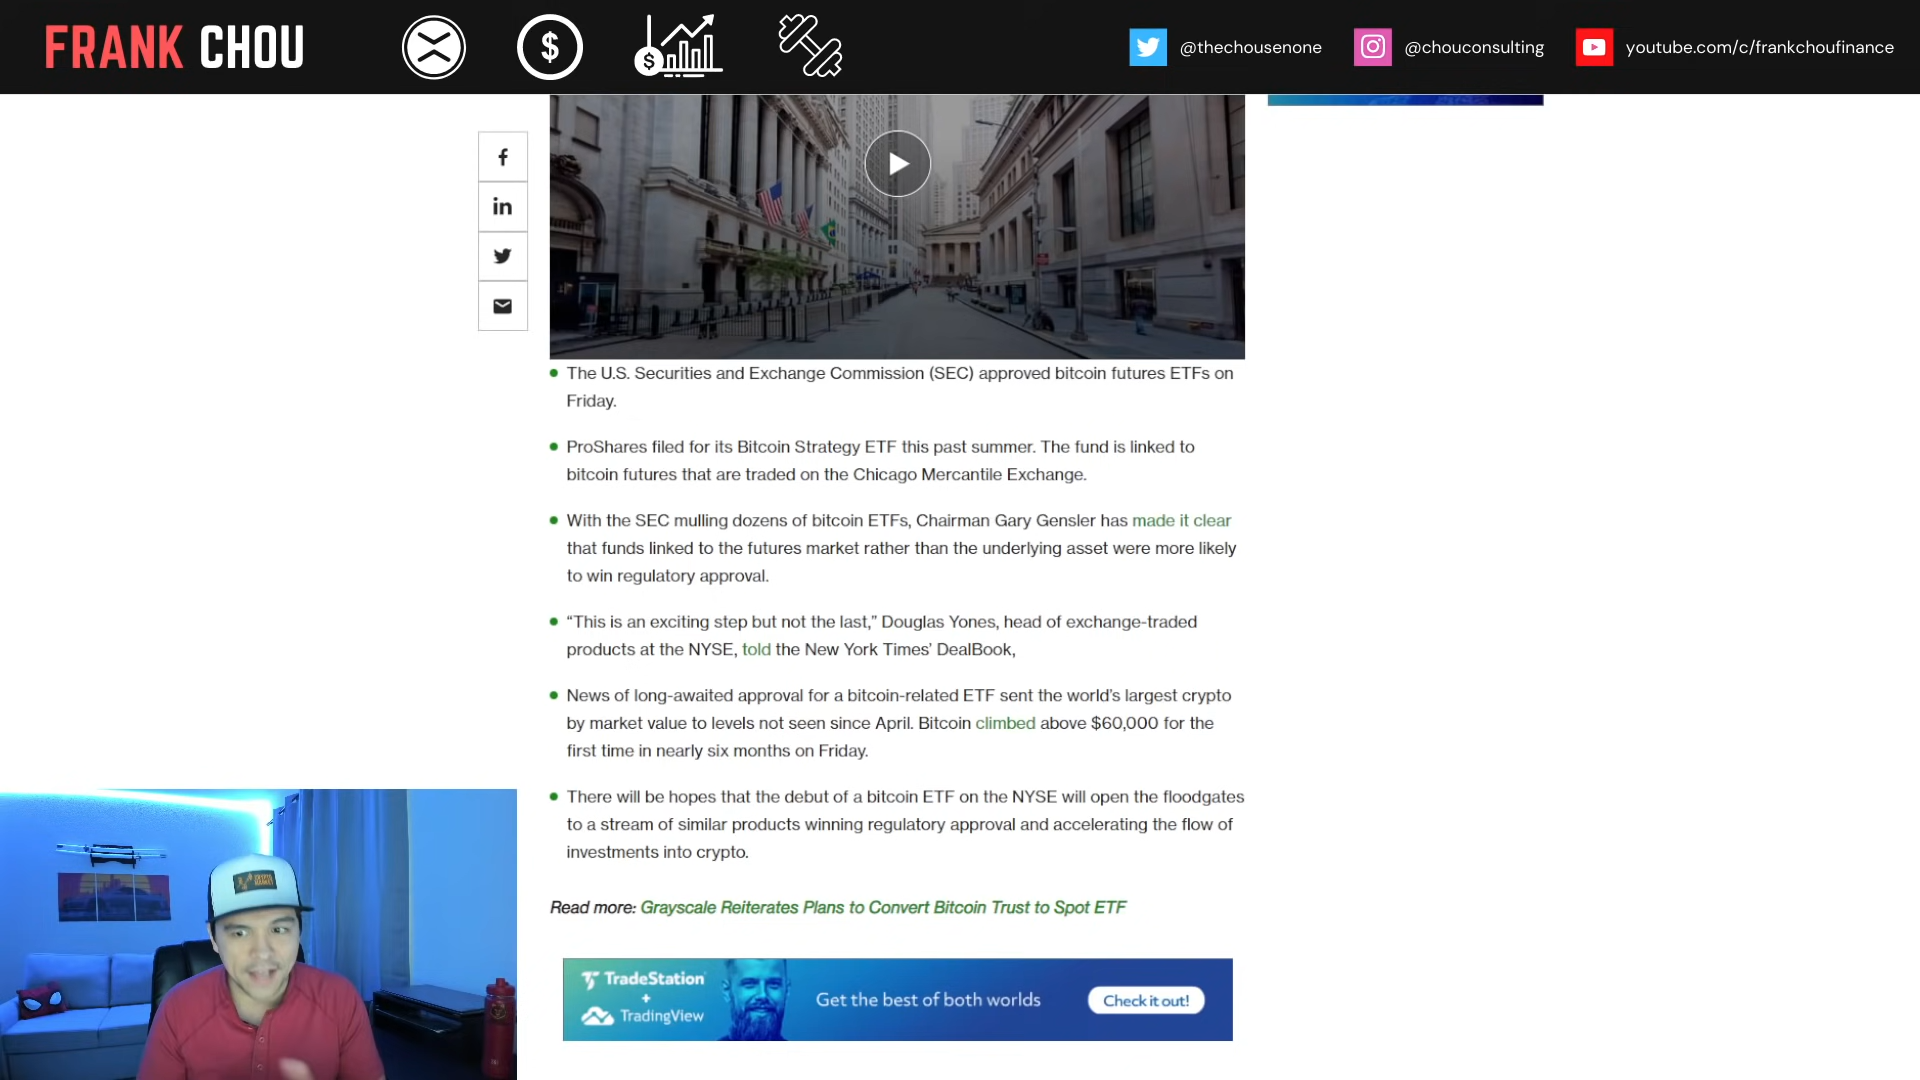 FRANK CHOU
@thechousenone
@chouconsulting
youtube.com/c/frankchoufinance
The U.S. Securities and Exchange Commission (SEC) approved bitcoin futures ETFs on
Friday.
ProShares filed for its Bitcoin Strategy ETF this past summer. The fund is linked to
bitcoin futures that are traded on the Chicago Mercantile Exchange.
With the SEC mulling dozens of bitcoin ETFs, Chairman Gary Gensler has made it clear
that funds linked to the futures market rather than the underlying asset were more likely
to win regulatory approval.
“This is an exciting step but not the last,” Douglas Yones, head of exchange-traded
products at the NYSE, told the New York Times’ DealBook,
News of long-awaited approval for a bitcoin-related ETF sent the world’s largest crypto
by market value to levels not seen since April. Bitcoin climbed above $60,000 for the
first time in nearly six months on Friday.
There will be hopes that the debut of a bitcoin ETF on the NYSE will open the floodgates
to a stream of similar products winning regulatory approval and accelerating the flow of
investments into crypto.
Read more: Grayscale Reiterates Plans to Convert Bitcoin Trust to Spot ETF
TradeStation
+
TradingView
Get the best of both worlds
Check it out!